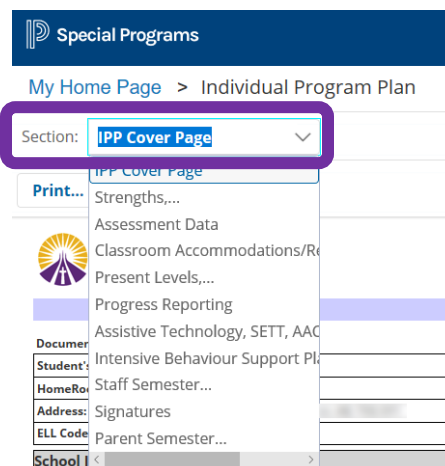 Special Programs
My Home Page > Individual Program Plan
Section: IPP Cover Page
IPP Cover Page
Print...
Strengths,...
Assessment Data
Classroom Accommodations/Re
Present Levels,...
Progress Reporting
Assistive Technology, SETT, AAC
Documen
Intensive Behaviour Support Pla
Student's
Staff Semester...
HomeRoo
Signatures
Address:
Parent Semester...
ELL Code
School I